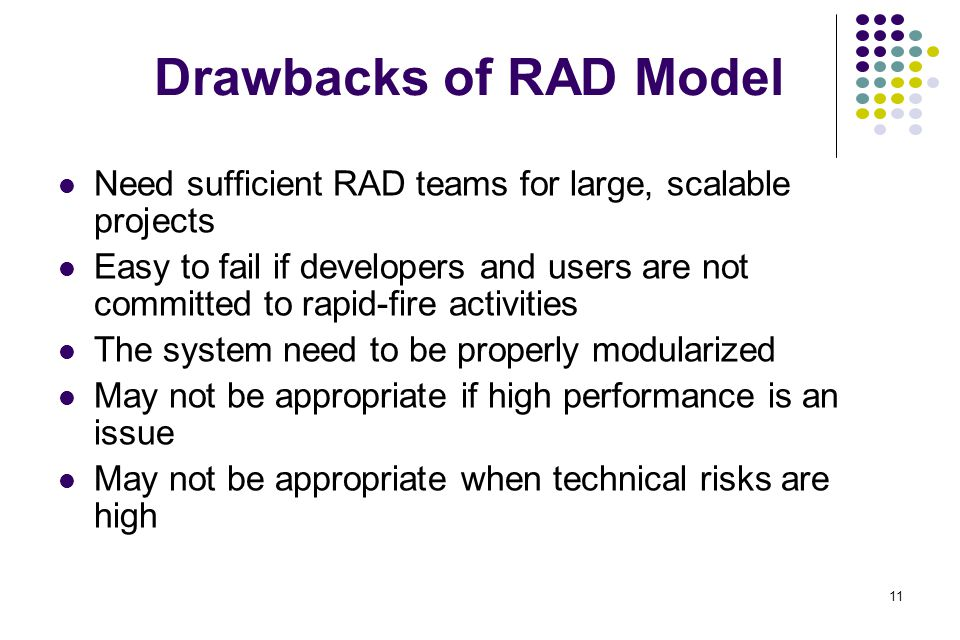 Drawbacks of RAD Model
Need sufficient RAD teams for large, scalable
projects
Easy to fail if developers and users are not
committed to rapid-fire activities
The system need to be properly modularized
May not be appropriate if high performance is an
issue
May not be appropriate when technical risks are
high
11